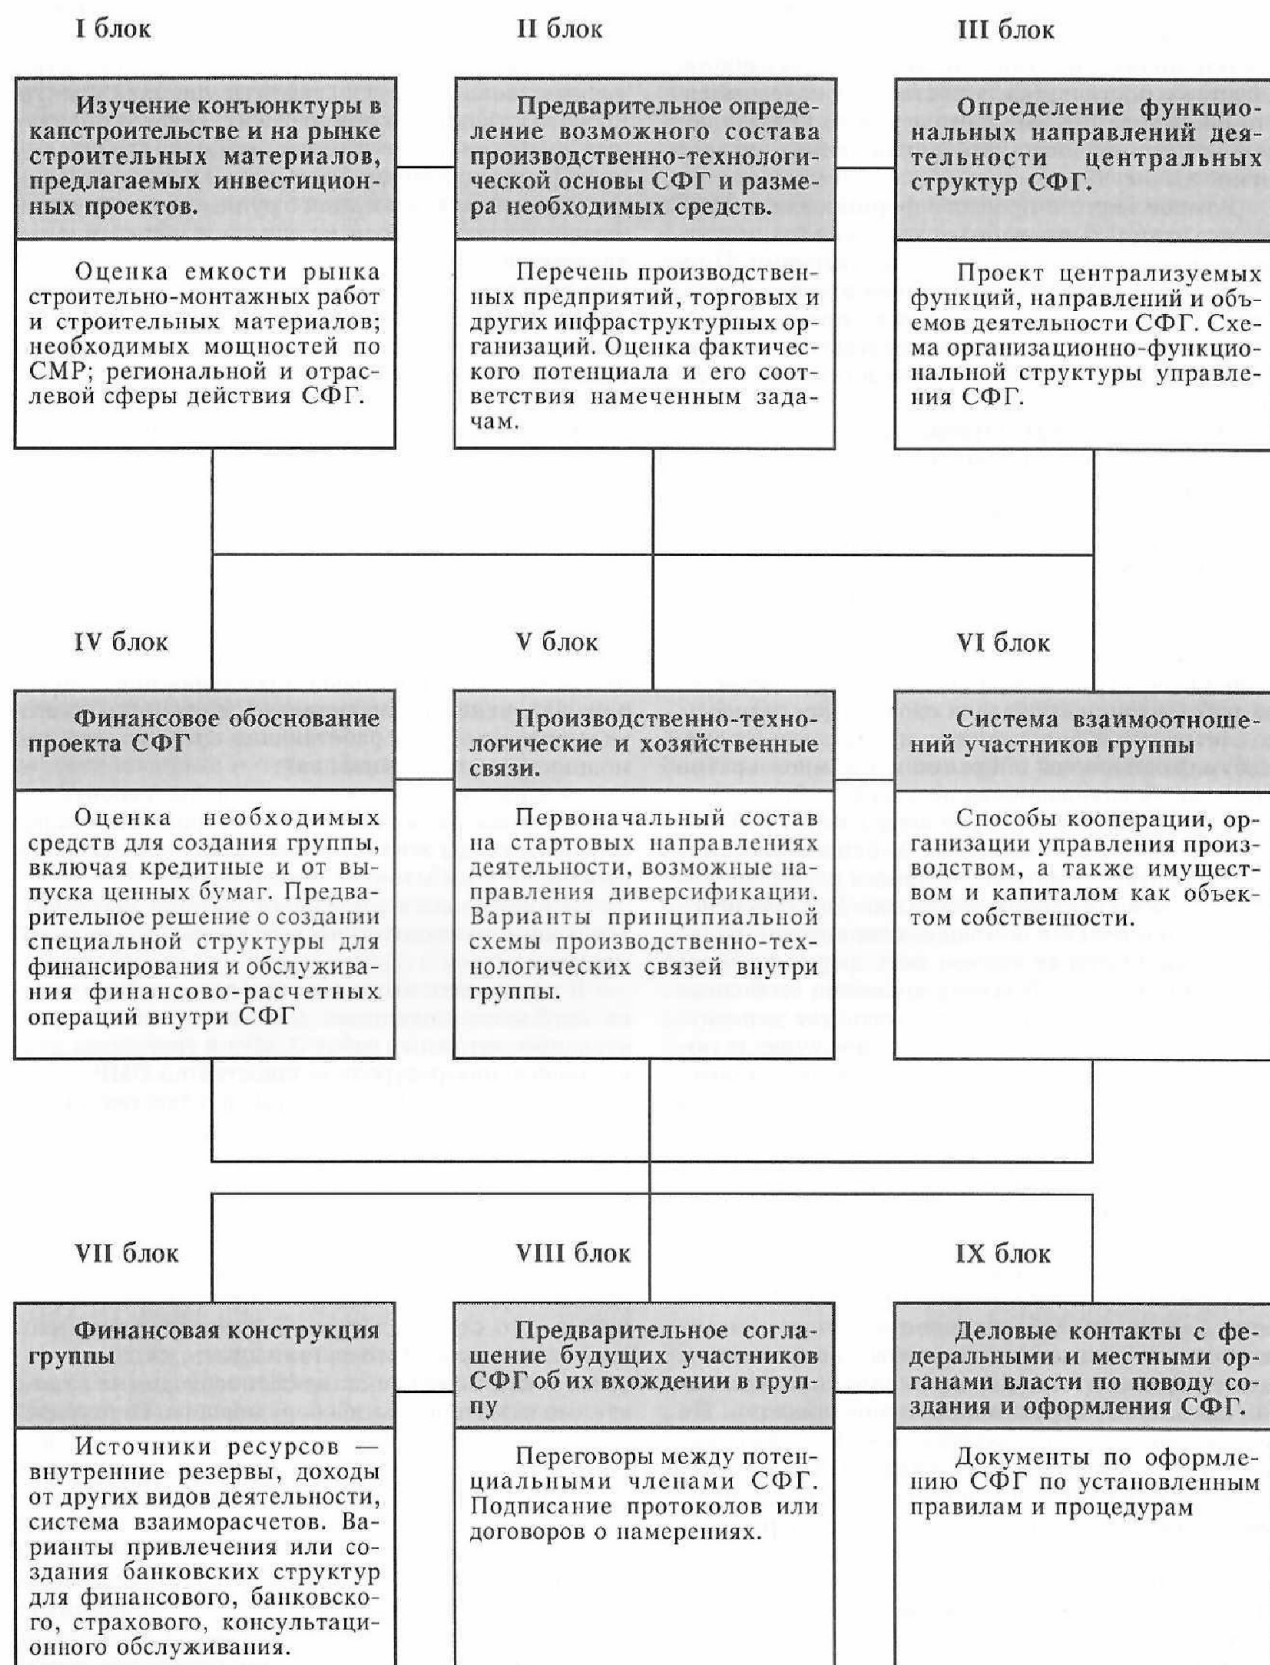 I блок
II блок
III блок
Изучение конъюнктуры в
капстроительстве и на рынке
строительных материалов,
предлагаемых инвестицион-
ных проектов.
Предварительное опреде-
ление возможного состава
производственно-технологи-
ческой основы СФГ и разме-
ра необходимых средств.
Определение функцио-
нальных направлений дея-
тельности центральных
структур СФГ.
Оценка емкости рынка
строительно-монтажных работ
и строительных материалов;
необходимых мощностей по
СМР; региональной и отрас-
левой сферы действия СФГ.
Перечень производствен-
ных предприятий, торговых и
других инфраструктурных ор-
ганизаций. Оценка фактичес-
кого потенциала и его соот-
ветствия намеченным зада-
чам.
Проект централизуемых
функций, направлений и объ-
емов деятельности СФГ. Схе-
ма организационно-функцио-
нальной структуры управле-
ния СФГ.
IV блок
V блок
VI блок
Финансовое обоснование
проекта СФГ
Производственно-техно-
логические и хозяйственные
связи.
Система взаимоотноше-
ний участников группы
Оценка необходимых
средств для создания группы,
включая кредитные и от вы-
пуска ценных бумаг. Предва-
рительное решение о создании
специальной структуры для
финансирования и обслужива-
ния финансово-расчетных
операций внутри СФГ
Первоначальный состав
на стартовых направлениях
деятельности, возможные на-
правления диверсификации.
Варианты принципиальной
схемы производственно-тех-
нологических связей внутри
группы.
Способы кооперации, ор-
ганизации управления произ-
водством, а также имущест-
вом и капиталом как объек-
том собственности.
VII блок
VIII блок
IX блок
Финансовая конструкция
группы
Предварительное согла-
шение будущих участников
СФГ об их вхождении в груп-
пу
Деловые контакты с фе-
деральными и местными ор-
ганами власти по поводу со-
здания и оформления СФГ.
Источники ресурсов —
внутренние резервы, доходы
от других видов деятельности,
система взаиморасчетов. Ва-
рианты привлечения или со-
здания банковских структур
для финансового, банковско-
го, страхового, консультаци-
онного обслуживания.
Переговоры между потен-
циальными членами СФГ.
Подписание протоколов или
договоров о намерениях.
Документы по оформле-
нию СФГ по установленным
правилам и процедурам